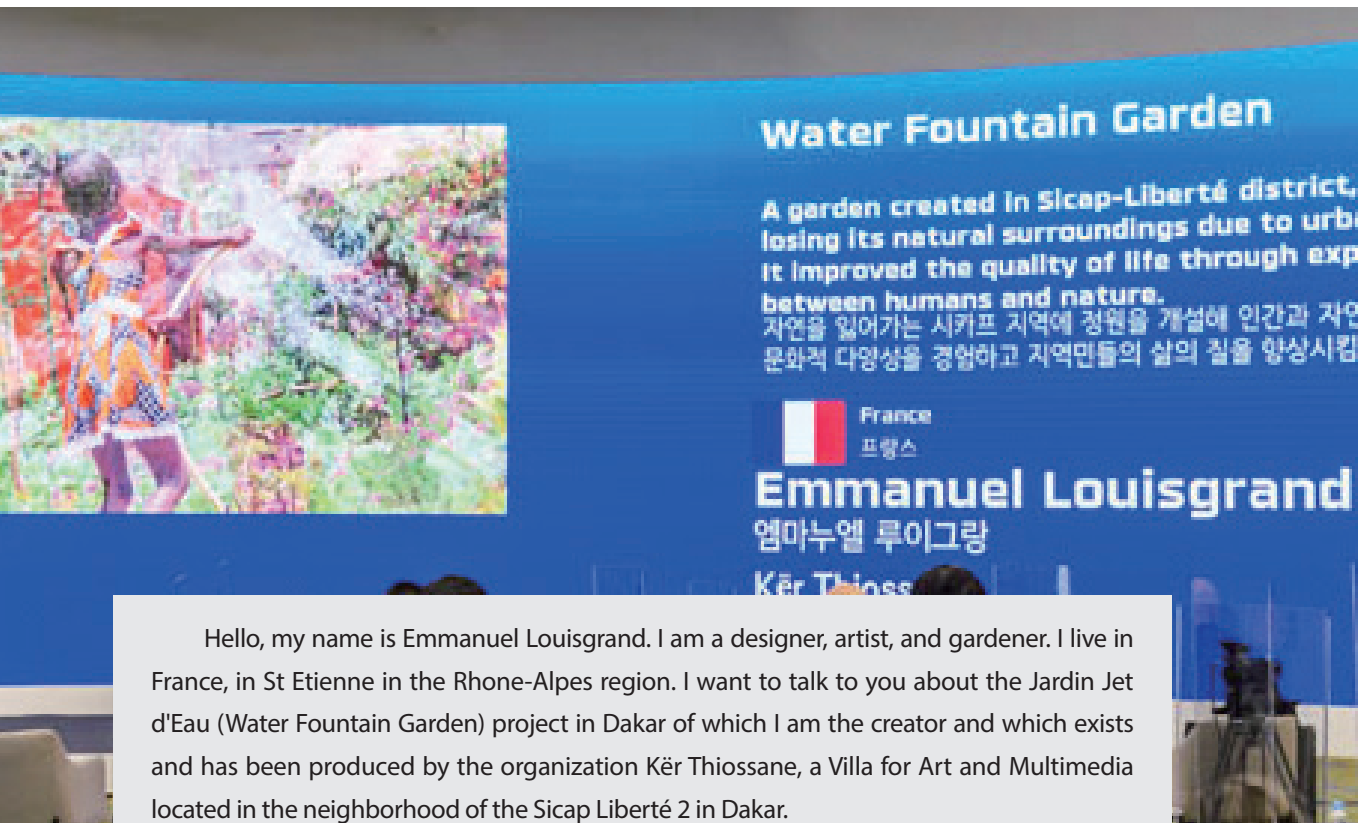 Water Fountain Garden
A garden created in Sicap-Liberté district,
losing its natural surroundings due to
It improved the quality of life through
between humans and nature.
자연을 잃어가는 시카프 지역에 정원을 개설해 인간과
문화적 다양성을 경험하고 지역민들의 삶의 질을 향상시킴
France
프랑스
Emmanuel Louisgrand
엠마누엘 루이그랑
Kër
Hello, my name is Emmanuel Louisgrand. I am a designer, artist, and gardener. I live in
France, in St Etienne in the Rhone-Alpes region. I want to talk to you about the Jardin Jet
d'Eau (Water Fountain Garden) project in Dakar of which I am the creator and which exists
and has been produced by the organization Kër Thiossane, a Villa for Art and Multimedia
located in the neighborhood of the Sicap Liberté 2 in Dakar.